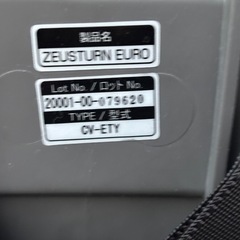 製品名
ZEUSTURN EURO
Lot No. / ロット No.
20001-00-079620
TYPE / 型式
CV-ETY